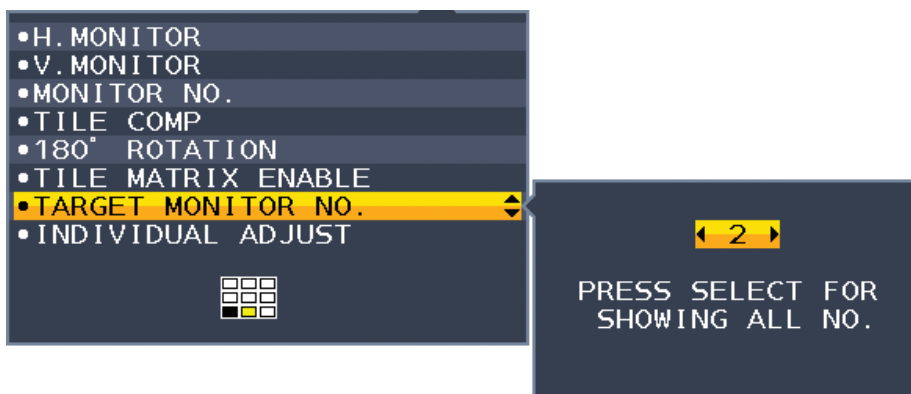 •H.MONITOR
•V.MONITOR
•MONITOR NO.
•TILE COMP
•180° ROTATION
•TILE MATRIX ENABLE
•TARGET MONITOR NO.
•INDIVIDUAL ADJUST
2
PRESS SELECT FOR
SHOWING ALL NO.